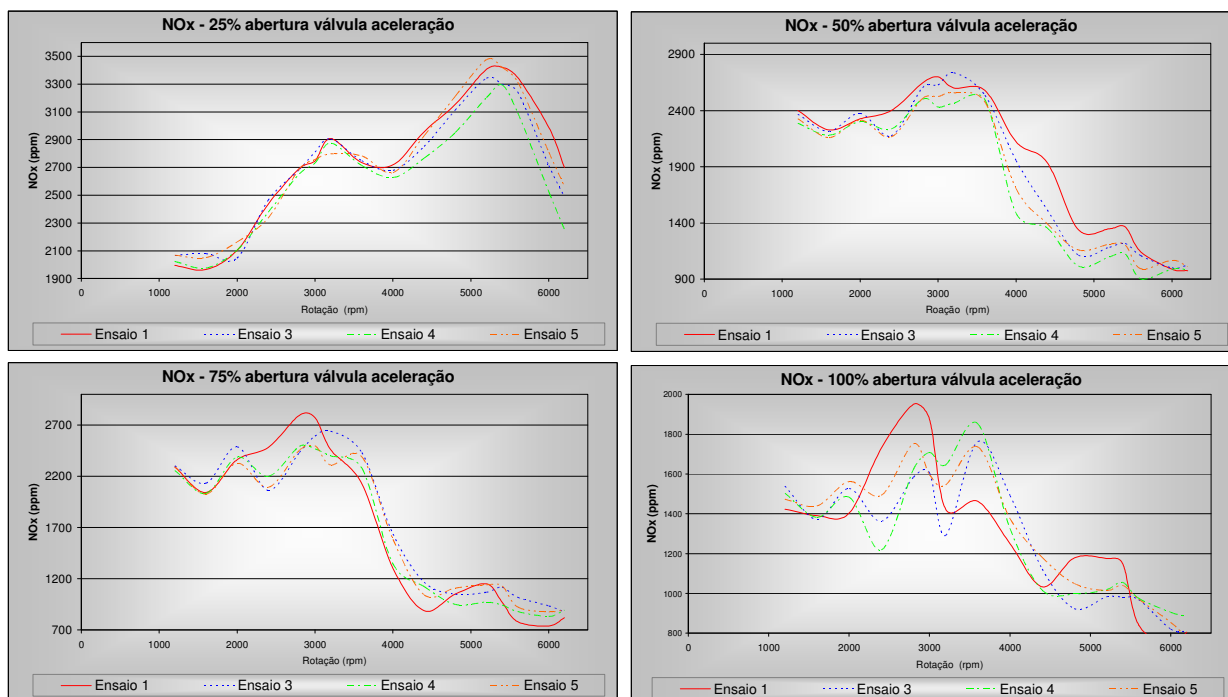 NOx - 25% abertura válvula aceleração
3500
3300
3100
2900
2700
2500
2300
2100
1900
NOx (ppm)
0 1000 2000 3000 4000 5000 6000
Rotação (rpm)
Ensaio 1 Ensaio 3 Ensaio 4 Ensaio 5
NOx - 50% abertura válvula aceleração
2900
2400
1900
1400
900
NOx (ppm)
0 1000 2000 3000 4000 5000 6000
Roação (rpm)
Ensaio 1 Ensaio 3 Ensaio 4 Ensaio 5
NOx - 75% abertura válvula aceleração
2700
2200
1700
1200
700
NOx (ppm)
0 1000 2000 3000 4000 5000 6000
Rotação (rpm)
Ensaio 1 Ensaio 3 Ensaio 4 Ensaio 5
NOx - 100% abertura válvula aceleração
2000
1800
1600
1400
1200
1000
800
NOx (ppm)
0 1000 2000 3000 4000 5000 6000
Rotação (rpm)
Ensaio 1 Ensaio 3 Ensaio 4 Ensaio 5